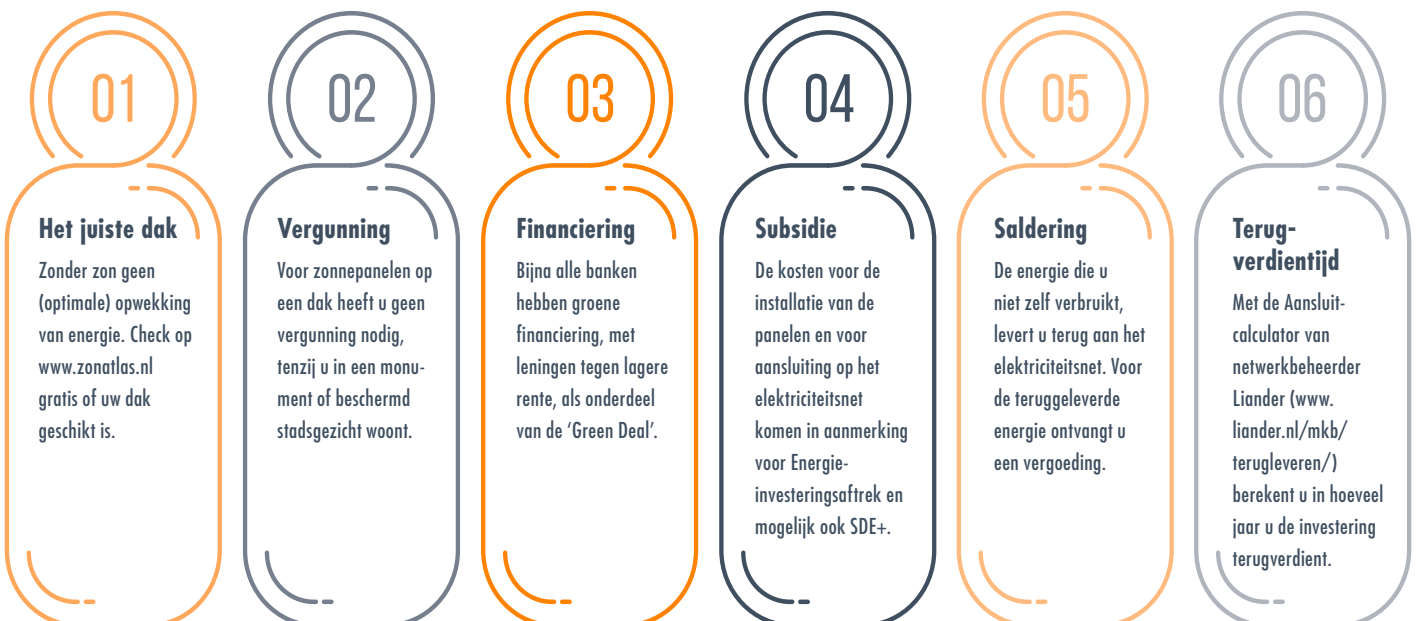 01
Het juiste dak
Zonder zon geen
(optimale) opwekking
van energie. Check op
www.zonatlas.nl
gratis of uw dak
geschikt is.
02
Vergunning
Voor zonnepanelen op
een dak heeft u geen
vergunning nodig,
tenzij u in een monu-
ment of beschermd
stadsgezicht woont.
03
Financiering
Bijna alle banken
hebben groene
financiering, met
leningen tegen lagere
rente, als onderdeel
van de ‘Green Deal’.
04
Subsidie
De kosten voor de
installatie van de
panelen en voor
aansluiting op het
elektriciteitsnet
komen in aanmerking
voor Energie-
investeringsaftrek en
mogelijk ook SDE+.
05
Saldering
De energie die u
niet zelf verbruikt,
levert u terug aan het
elektriciteitsnet. Voor
de teruggeleverde
energie ontvangt u
een vergoeding.
06
Terug-
verdientijd
Met de Aansluit-
calculator van
netwerkbeheerder
Liander (www.
liander.nl/mkb/
terugleveren/)
berekent u in hoeveel
jaar u de investering
terugverdient.